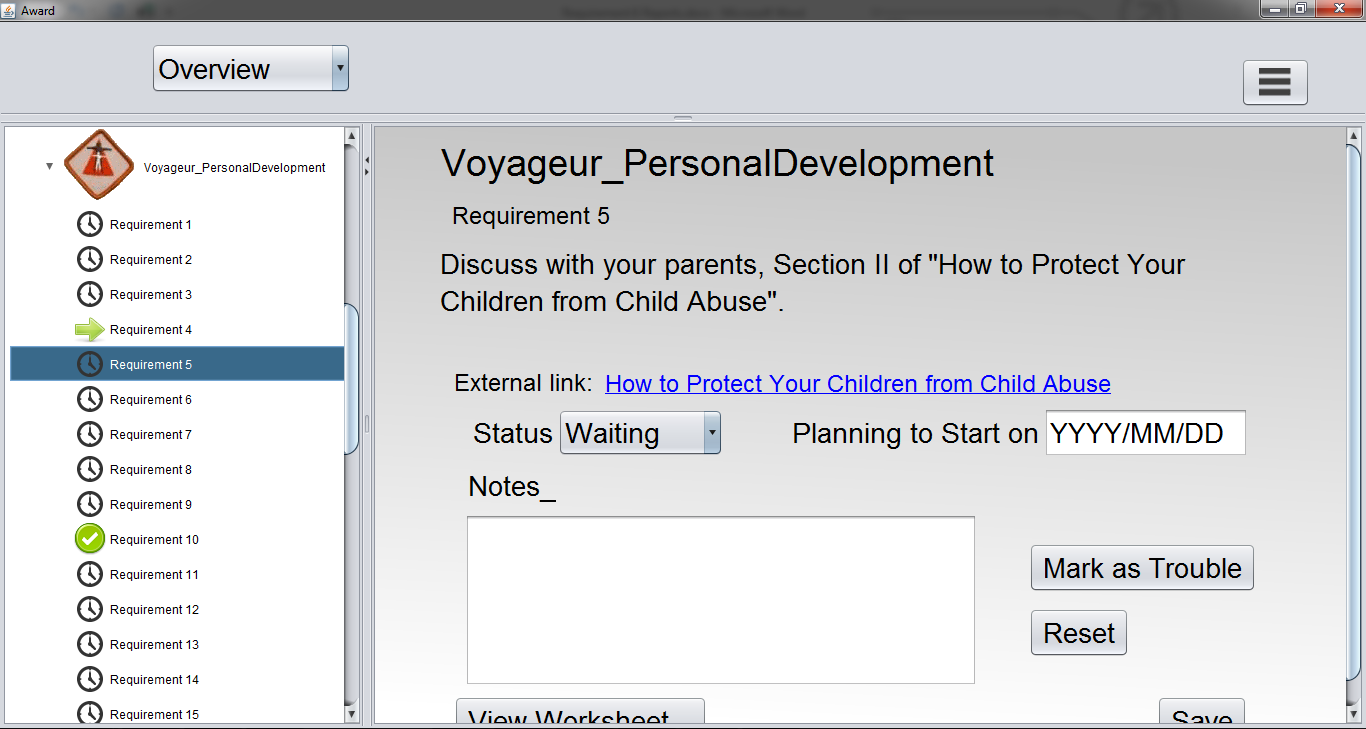 Award
Overview
Voyageur_PersonalDevelopment
Requirement 1
Requirement 2
Requirement 3
Requirement 4
Requirement 5
Requirement 6
Requirement 7
Requirement 8
Requirement 9
Requirement 10
Requirement 11
Requirement 12
Requirement 13
Requirement 14
Requirement 15
Voyageur_PersonalDevelopment
Requirement 5
Discuss with your parents, Section II of "How to Protect Your
Children from Child Abuse".
External link: How to Protect Your Children from Child Abuse
Status Waiting Planning to Start on YYYY/MM/DD
Notes_
Mark as Trouble
Reset
View Worksheet Save